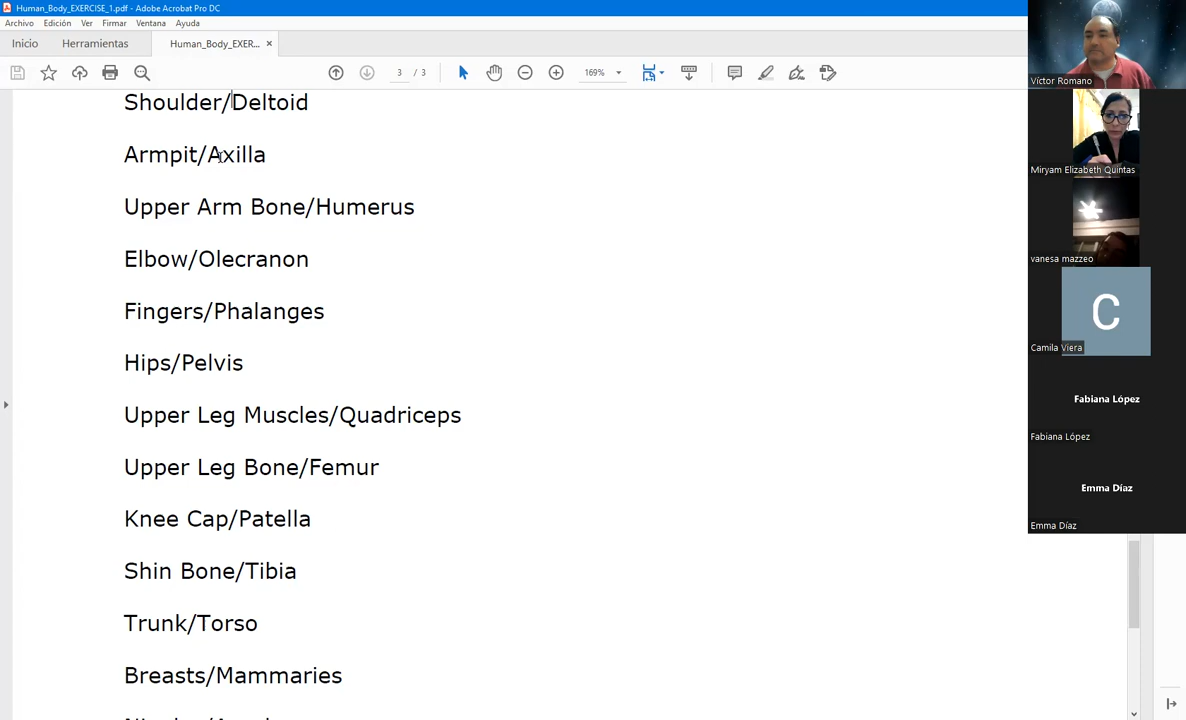 Human_Body_EXERCISE_1.pdf - Adobe Acrobat Pro DC
Archivo Edición Ver Firmar Ventana Ayuda
Inicio Herramientas Human_Body_EXER... ×
3 / 3 169%
Shoulder/Deltoid
Armpit/Axilla
Upper Arm Bone/Humerus
Elbow/Olecranon
Fingers/Phalanges
Hips/Pelvis
Upper Leg Muscles/Quadriceps
Upper Leg Bone/Femur
Knee Cap/Patella
Shin Bone/Tibia
Trunk/Torso
Breasts/Mammaries
Víctor Romano
Miryam Elizabeth Quintas
vanesa mazzeo
C
Camila Viera
Fabiana López
Fabiana López
Emma Díaz
Emma Díaz